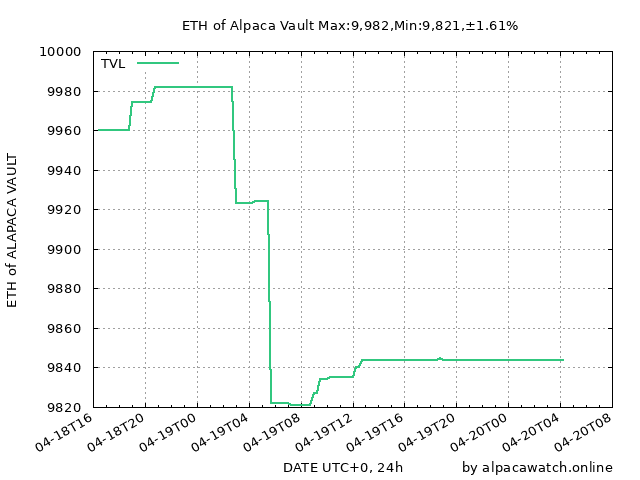 ETH of Alpaca Vault Max:9,982,Min:9,821,±1.61%
10000
TVL
9980
9960
9940
9920
9900
9880
9860
9840
9820
ETH of ALAPACA VAULT
04-18T16
04-18T20
04-19T00
04-19T04
04-19T08
04-19T12
04-19T16
04-19T20
04-20T00
04-20T04
04-20T08
DATE UTC+0, 24h
by alpacawatch.online